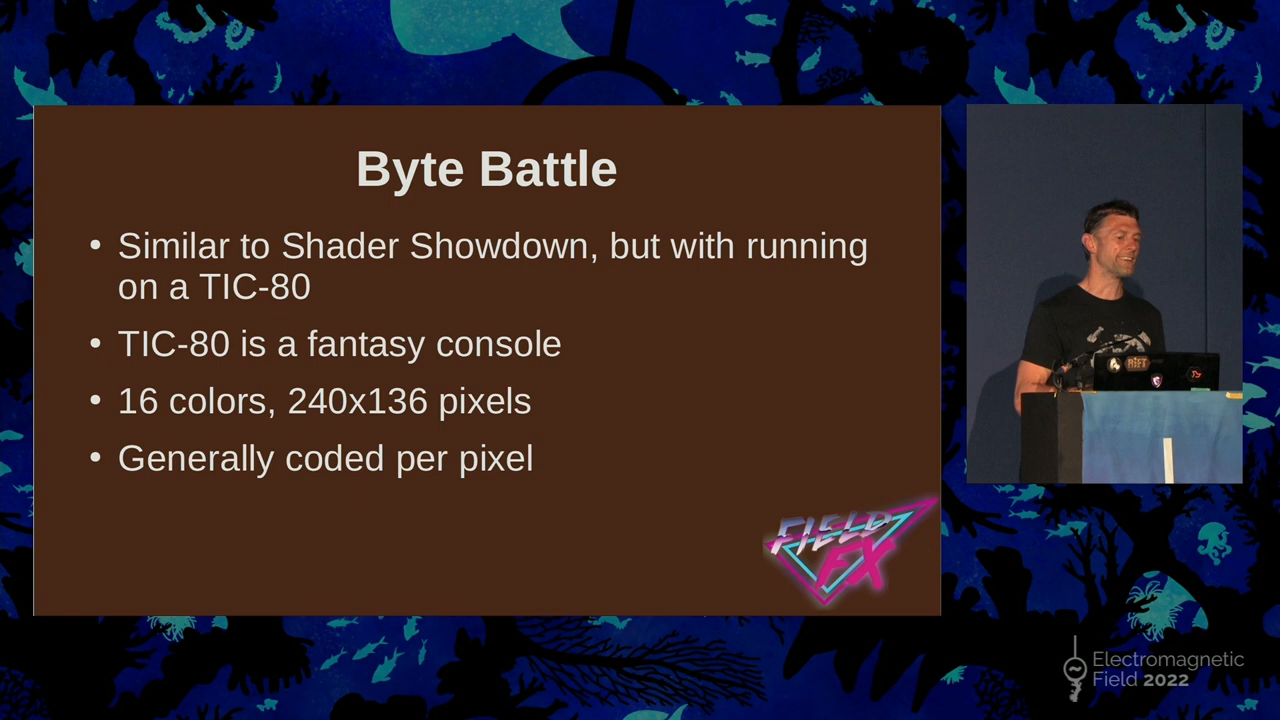 Byte Battle
• Similar to Shader Showdown, but with running
on a TIC-80
• TIC-80 is a fantasy console
• 16 colors, 240x136 pixels
• Generally coded per pixel
FIELD
FX
RIFT
Electromagnetic
Field 2022